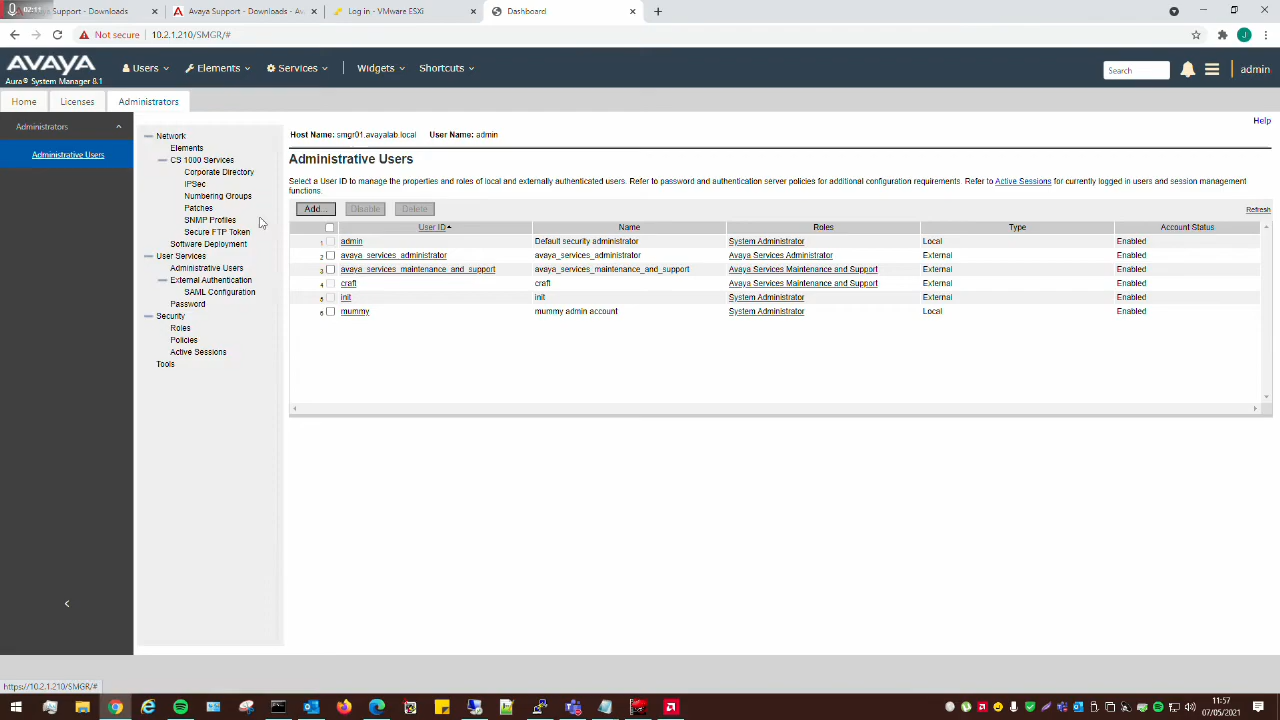 02:11
Support - Downloads
Avaya Support - Downloads - Av
Log in - VMware ESXi
Dashboard
Not secure
10.2.1.210/SMGR/#
J
AVAYA
Aura® System Manager 8.1
Users
Elements
Services
Widgets
Shortcuts
Search
admin
Home
Licenses
Administrators
Administrators
Administrative Users
Network
Elements
CS 1000 Services
Corporate Directory
IPSec
Numbering Groups
Patches
SNMP Profiles
Secure FTP Token
Software Deployment
User Services
Administrative Users
External Authentication
SAML Configuration
Password
Security
Roles
Policies
Active Sessions
Tools
Help
Host Name: smgr01.avayalab.local User Name: admin
Administrative Users
Select a User ID to manage the properties and roles of local and externally authenticated users. Refer to password and authentication server policies for additional configuration requirements. Refer to Active Sessions for currently logged in users and session management
functions.
Add... Disable Delete Refresh
User ID Name Roles Type Account Status
1 admin Default security administrator System Administrator Local Enabled
2 avaya_services_administrator avaya_services_administrator Avaya Services Administrator External Enabled
3 avaya_services_maintenance_and_support avaya_services_maintenance_and_support Avaya Services Maintenance and Support External Enabled
4 craft craft Avaya Services Maintenance and Support External Enabled
5 init init System Administrator External Enabled
6 mummy mummy admin account System Administrator Local Enabled
https://10.2.1.210/SMGR/#
11:57
07/05/2021